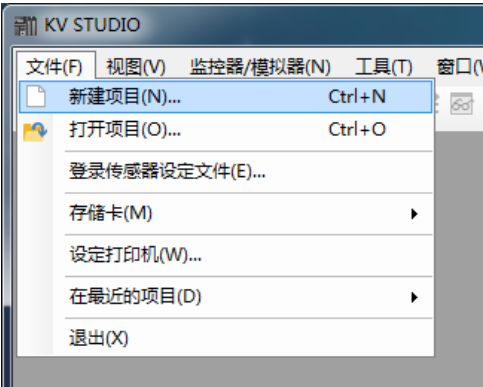 KV STUDIO
文件(F) 视图(V) 监控器/模拟器(N) 工具(T) 窗口(V
新建项目(N)... Ctrl+N
打开项目(O)... Ctrl+O
登录传感器设定文件(E)...
存储卡(M)
设定打印机(W)...
在最近的项目(D)
退出(X)